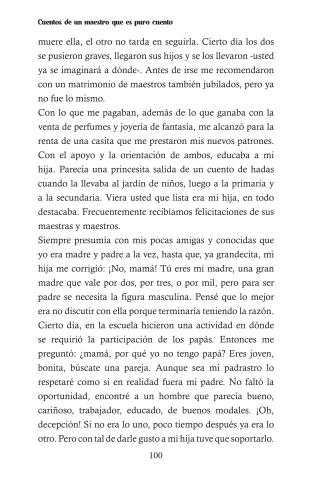 Cuentos de un maestro que es puro cuento
muere ella, el otro no tarda en seguirla. Cierto día los dos
se pusieron graves, llegaron sus hijos y se los llevaron -usted
ya se imaginará a dónde-. Antes de irse me recomendaron
con un matrimonio de maestros también jubilados, pero ya
no fue lo mismo.
Con lo que me pagaban, además de lo que ganaba con la
venta de perfumes y joyería de fantasía, me alcanzó para la
renta de una casita que me prestaron mis nuevos patrones.
Con el apoyo y la orientación de ambos, educaba a mi
hija. Parecía una princesita salida de un cuento de hadas
cuando la llevaba al jardín de niños, luego a la primaria y
a la secundaria. Viera usted que lista era mi hija, en todo
destacaba. Frecuentemente recibíamos felicitaciones de sus
maestras y maestros.
Siempre presumía con mis pocas amigas y conocidas que
yo era madre y padre a la vez, hasta que, ya grandecita, mi
hija me corrigió: ¡No, mamá! Tú eres mi madre, una gran
madre que vale por dos, por tres, o por mil, pero para ser
padre se necesita la figura masculina. Pensé que lo mejor
era no discutir con ella porque terminaría teniendo la razón.
Cierto día, en la escuela hicieron una actividad en dónde
se requirió la participación de los papás. Entonces me
preguntó: ¿mamá, por qué yo no tengo papá? Eres joven,
bonita, búscate una pareja. Aunque sea mi padrastro lo
respetaré como si en realidad fuera mi padre. No faltó la
oportunidad, encontré a un hombre que parecía bueno,
cariñoso, trabajador, educado, de buenos modales. ¡Oh,
decepción! Si no era lo uno, poco tiempo después ya era lo
otro. Pero con tal de darle gusto a mi hija tuve que soportarlo.
100